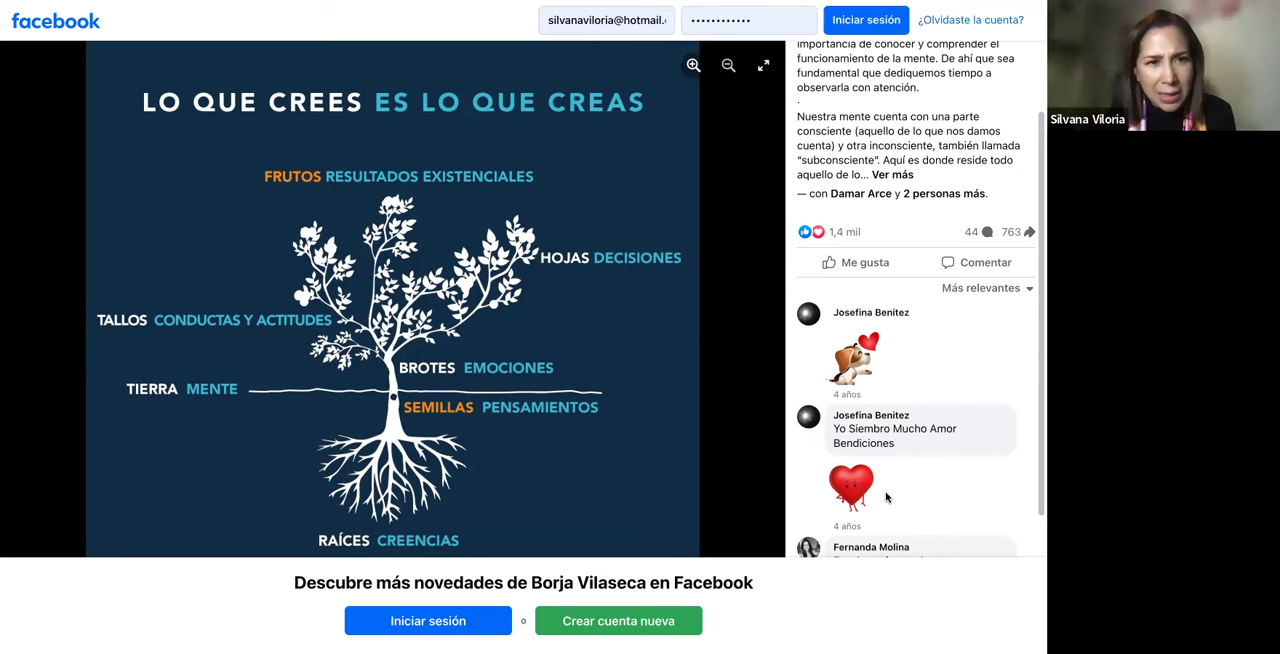 facebook
silvanaviloria@hotmail.
••••••••••••
Iniciar sesión
¿Olvidaste la cuenta?
LO QUE CREES ES LO QUE CREAS
FRUTOS RESULTADOS EXISTENCIALES
HOJAS DECISIONES
TALLOS CONDUCTAS Y ACTITUDES
BROTES EMOCIONES
TIERRA MENTE
SEMILLAS PENSAMIENTOS
RAÍCES CREENCIAS
importancia de conocer y comprender el
funcionamiento de la mente. De ahí que sea
fundamental que dediquemos tiempo a
observarla con atención.
.
Nuestra mente cuenta con una parte
consciente (aquello de lo que nos damos
cuenta) y otra inconsciente, también llamada
“subconsciente”. Aquí es donde reside todo
aquello de lo... Ver más
— con Damar Arce y 2 personas más.
1,4 mil
44 763
Me gusta
Comentar
Más relevantes
Josefina Benitez
4 años
Josefina Benitez
Yo Siembro Mucho Amor
Bendiciones
4 años
Fernanda Molina
Silvana Viloria
Descubre más novedades de Borja Vilaseca en Facebook
Iniciar sesión
o
Crear cuenta nueva